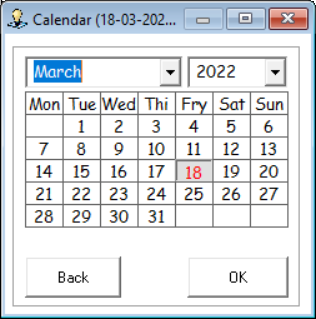 Calendar (18-03-202...
March 2022
Mon Tue Wed Thi Fry Sat Sun
1 2 3 4 5 6
7 8 9 10 11 12 13
14 15 16 17 18 19 20
21 22 23 24 25 26 27
28 29 30 31
Back OK